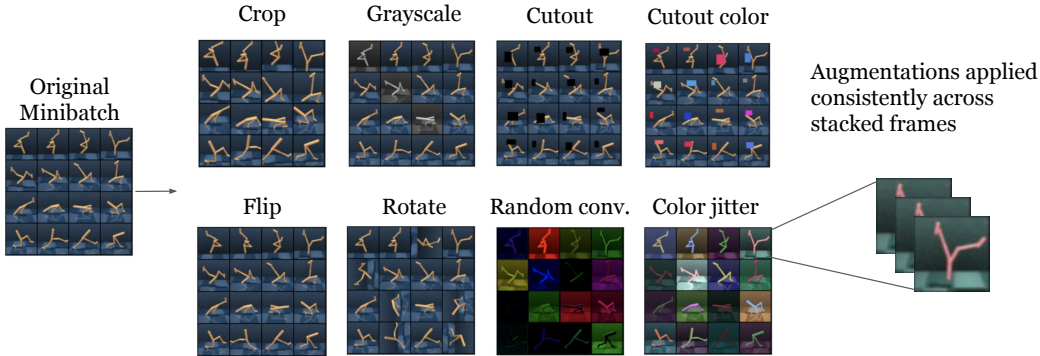 Original
Minibatch
Crop
Grayscale
Cutout
Cutout color
Flip
Rotate
Random conv.
Color jitter
Augmentations applied
consistently across
stacked frames